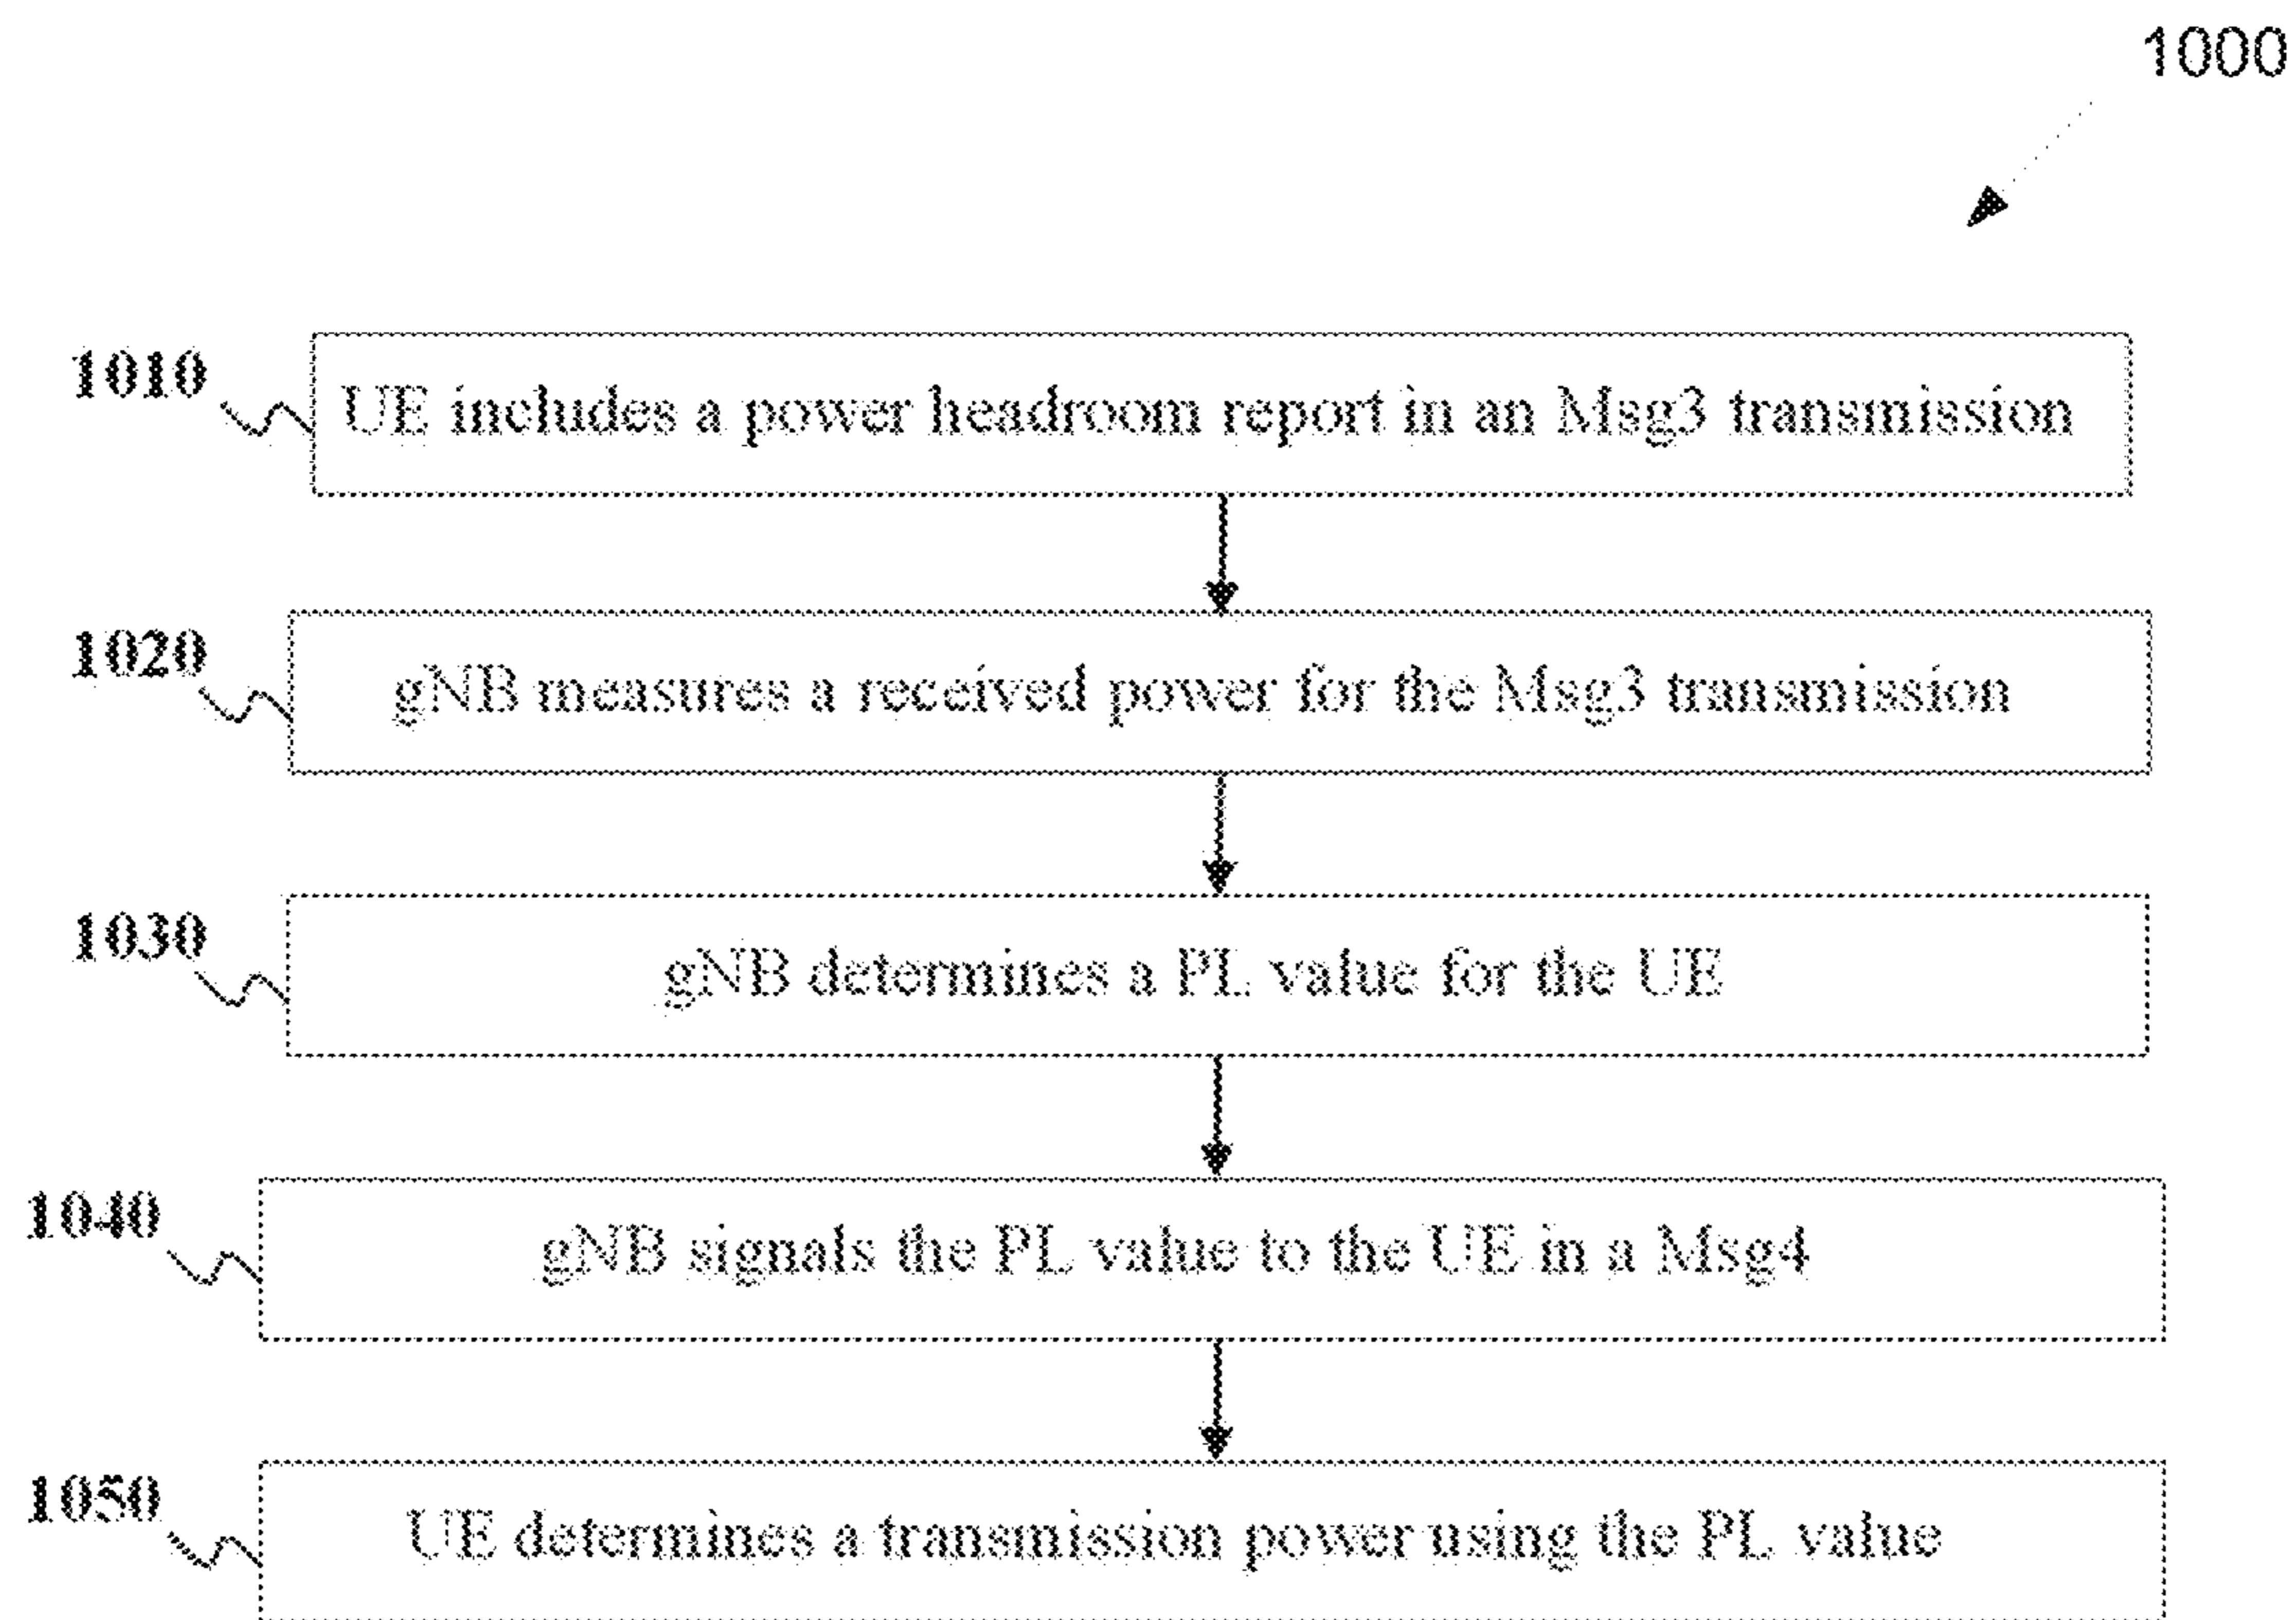 1000
1010
UE includes a power headroom report in an Msg3 transmission
1020
gNB measures a received power for the Msg3 transmission
1030
gNB determines a PL value for the UE
1040
gNB signals the PL value to the UE in a Msg4
1050
UE determines a transmission power using the PL value